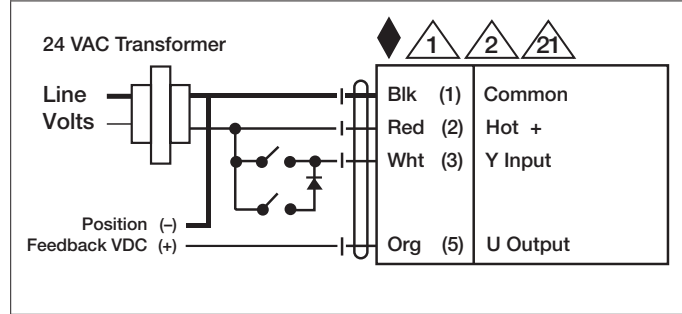 24 VAC Transformer
1 2 21
Line
Volts
Blk (1) Common
Red (2) Hot +
Wht (3) Y Input
Position (–)
Feedback VDC (+)
Org (5) U Output